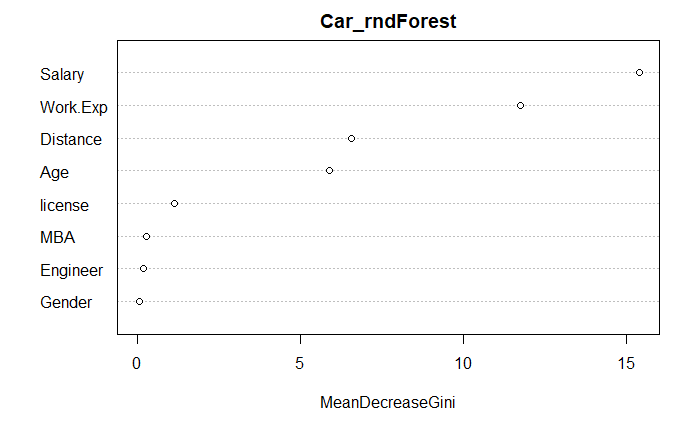 Car_rndForest
Salary
Work.Exp
Distance
Age
license
MBA
Engineer
Gender
0 5 10 15
MeanDecreaseGini